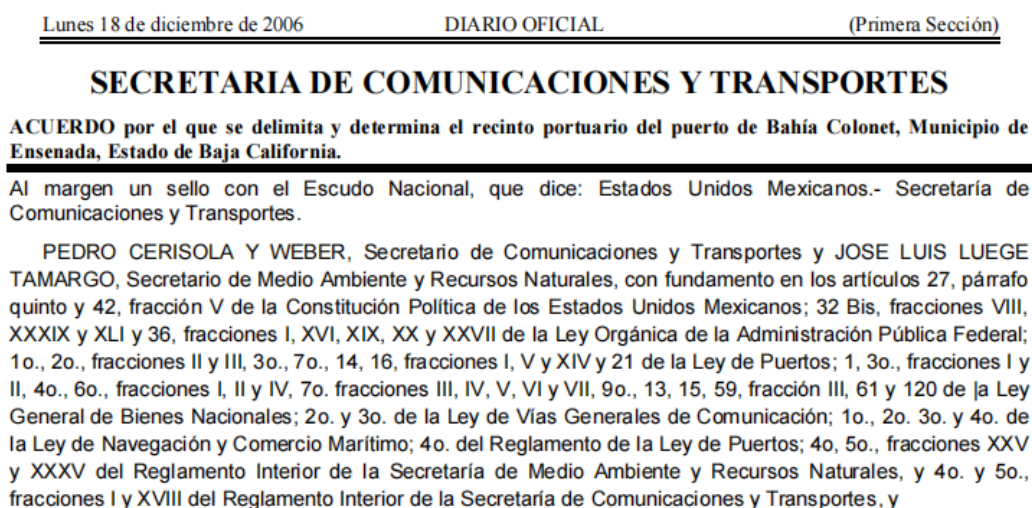 Lunes 18 de diciembre de 2006 DIARIO OFICIAL (Primera Sección)
SECRETARIA DE COMUNICACIONES Y TRANSPORTES
ACUERDO por el que se delimita y determina el recinto portuario del puerto de Bahía Colonet, Municipio de
Ensenada, Estado de Baja California.
Al margen un sello con el Escudo Nacional, que dice: Estados Unidos Mexicanos.- Secretaría de
Comunicaciones y Transportes.
PEDRO CERISOLA Y WEBER, Secretario de Comunicaciones y Transportes y JOSE LUIS LUEGE
TAMARGO, Secretario de Medio Ambiente y Recursos Naturales, con fundamento en los artículos 27, párrafo
quinto y 42, fracción V de la Constitución Política de los Estados Unidos Mexicanos; 32 Bis, fracciones VIII,
XXXIX y XLI y 36, fracciones I, XVI, XIX, XX y XXVII de la Ley Orgánica de la Administración Pública Federal;
1o., 2o., fracciones II y III, 3o., 7o., 14, 16, fracciones I, V y XIV y 21 de la Ley de Puertos; 1, 3o., fracciones I y
II, 4o., 6o., fracciones I, II y IV, 7o. fracciones III, IV, V, VI y VII, 9o., 13, 15, 59, fracción III, 61 y 120 de |a Ley
General de Bienes Nacionales; 2o. y 3o. de la Ley de Vías Generales de Comunicación; 1o., 2o. 3o. y 4o. de
la Ley de Navegación y Comercio Marítimo; 4o. del Reglamento de la Ley de Puertos; 4o, 5o., fracciones XXV
y XXXV del Reglamento Interior de la Secretaría de Medio Ambiente y Recursos Naturales, y 4o. y 5o.,
fracciones I y XVIII del Reglamento Interior de la Secretaría de Comunicaciones y Transportes, y